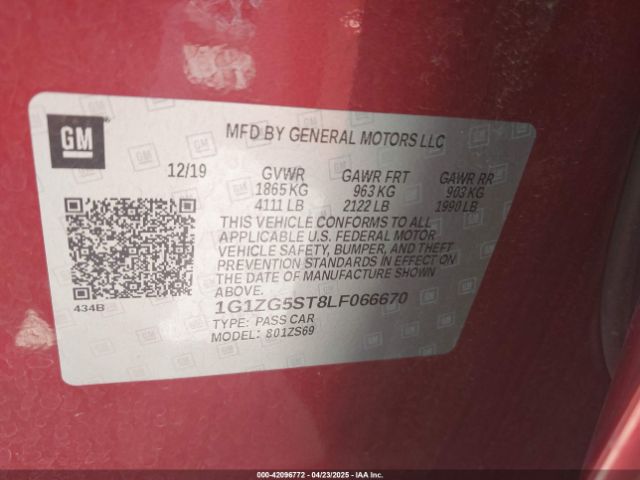 GM
MFD BY GENERAL MOTORS LLC
12/19 GVWR GAWR FRT GAWR RR
1865 KG 963 KG 903 KG
4111 LB 2122 LB 1990 LB
THIS VEHICLE CONFORMS TO ALL
APPLICABLE U.S. FEDERAL MOTOR
VEHICLE SAFETY, BUMPER, AND THEFT
PREVENTION STANDARDS IN EFFECT ON
THE DATE OF MANUFACTURE SHOWN
ABOVE.
434B
1G1ZG5ST8LF066670
TYPE: PASS CAR
MODEL: 801ZS69
000-42096772 - 04/23/2025 - IAA Inc.